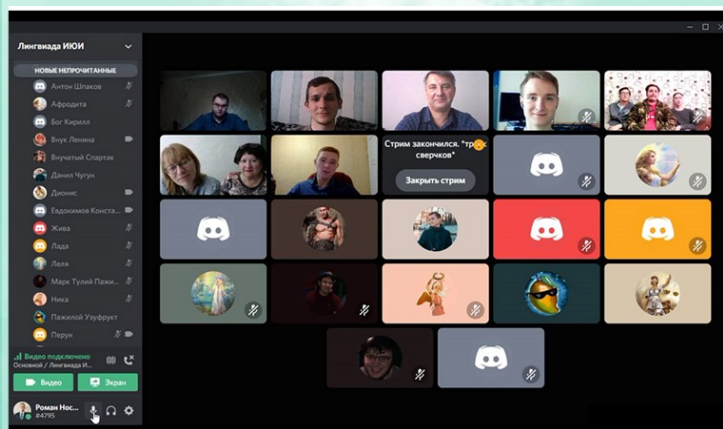 Лингвиада ИЮИ
НОВЫЕ НЕПРОЧИТАННЫЕ
Антон Шпаков
Афродита
Бог Кирилл
Внук Ленина
Внучатый Спартак
Дания Чугун
Дионис
Евдокимов Конста...
Жива
Лада
Леля
Марк Тулий Пажи...
Ника
Пажилой Узуфрукт
Перун
Видео подключено
Основной / Лингвиада И...
Видео
Экран
Роман Нос...
#4795
Стрим закончился. "трек
сверчков"
Закрыть стрим